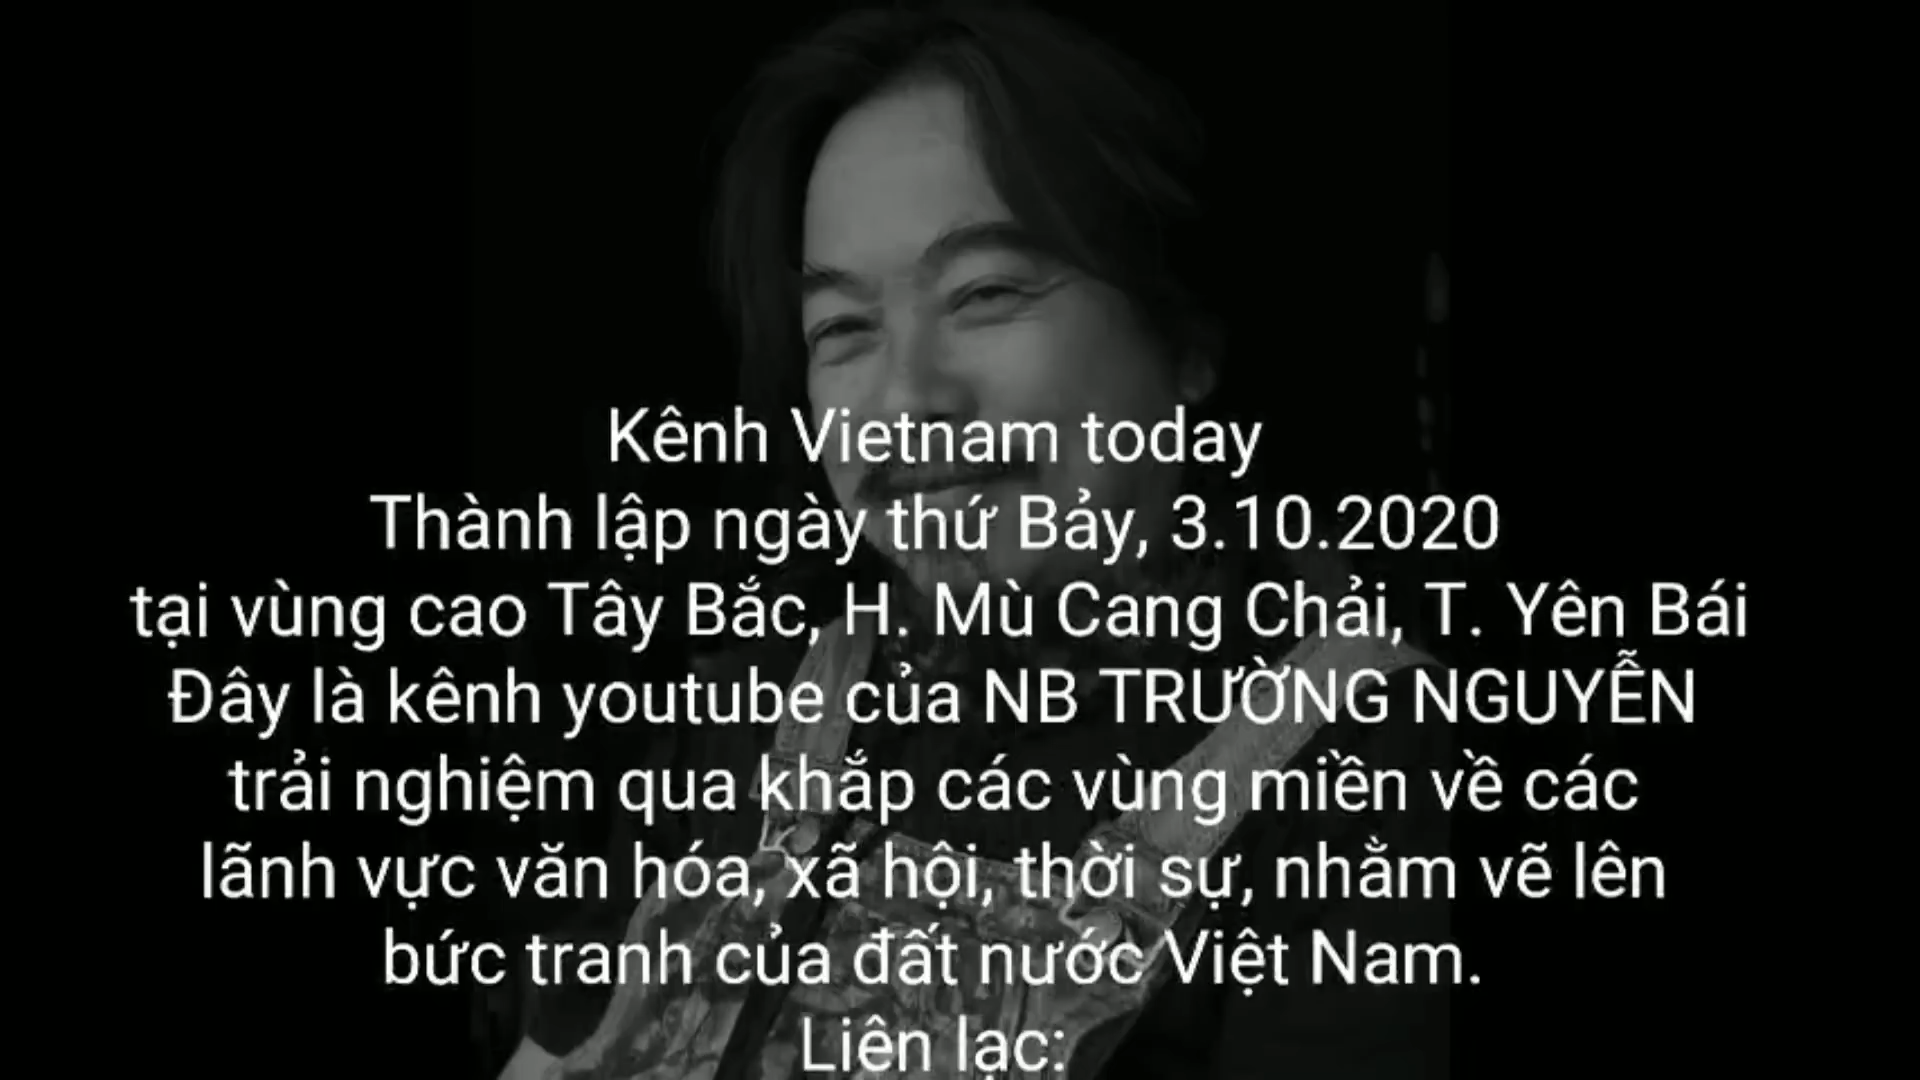 Kênh Vietnam today
Thành lập ngày thứ Bảy, 3.10.2020
tại vùng cao Tây Bắc, H. Mù Cang Chải, T. Yên Bái
Đây là kênh youtube của NB TRƯỜNG NGUYỄN
trải nghiệm qua khắp các vùng miền về các
lãnh vực văn hóa, xã hội, thời sự, nhằm vẽ lên
bức tranh của đất nước Việt Nam.
Liên lạc: